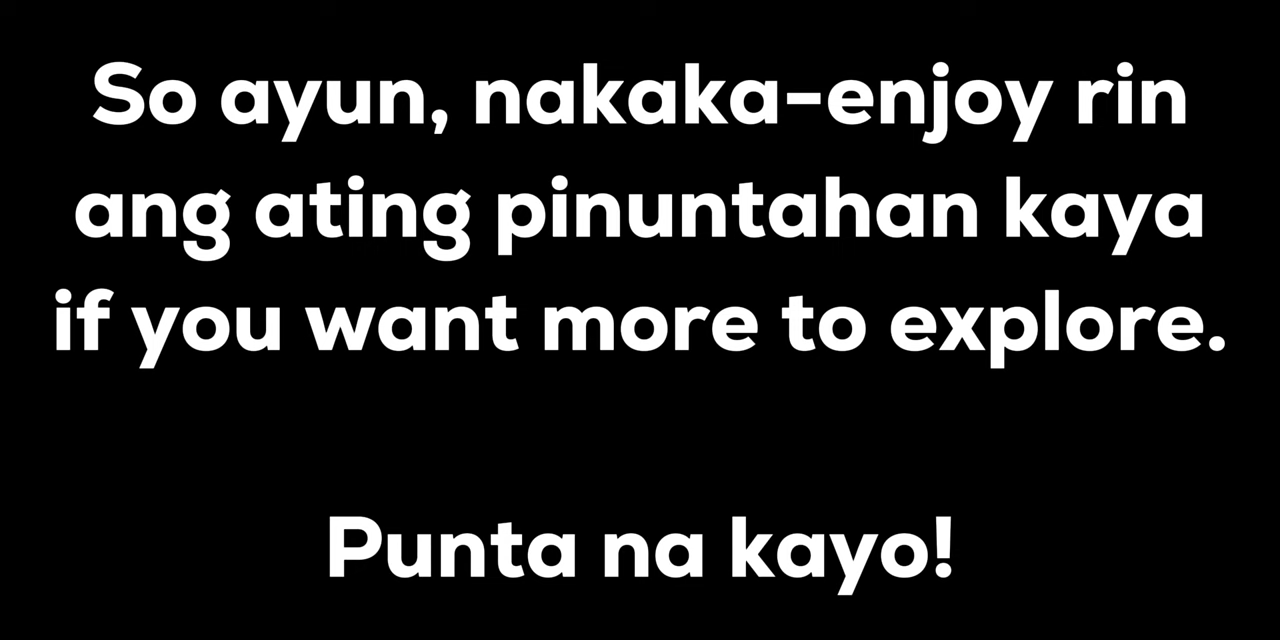 So ayun, nakaka-enjoy rin
ang ating pinuntahan kaya
if you want more to explore.
Punta na kayo!